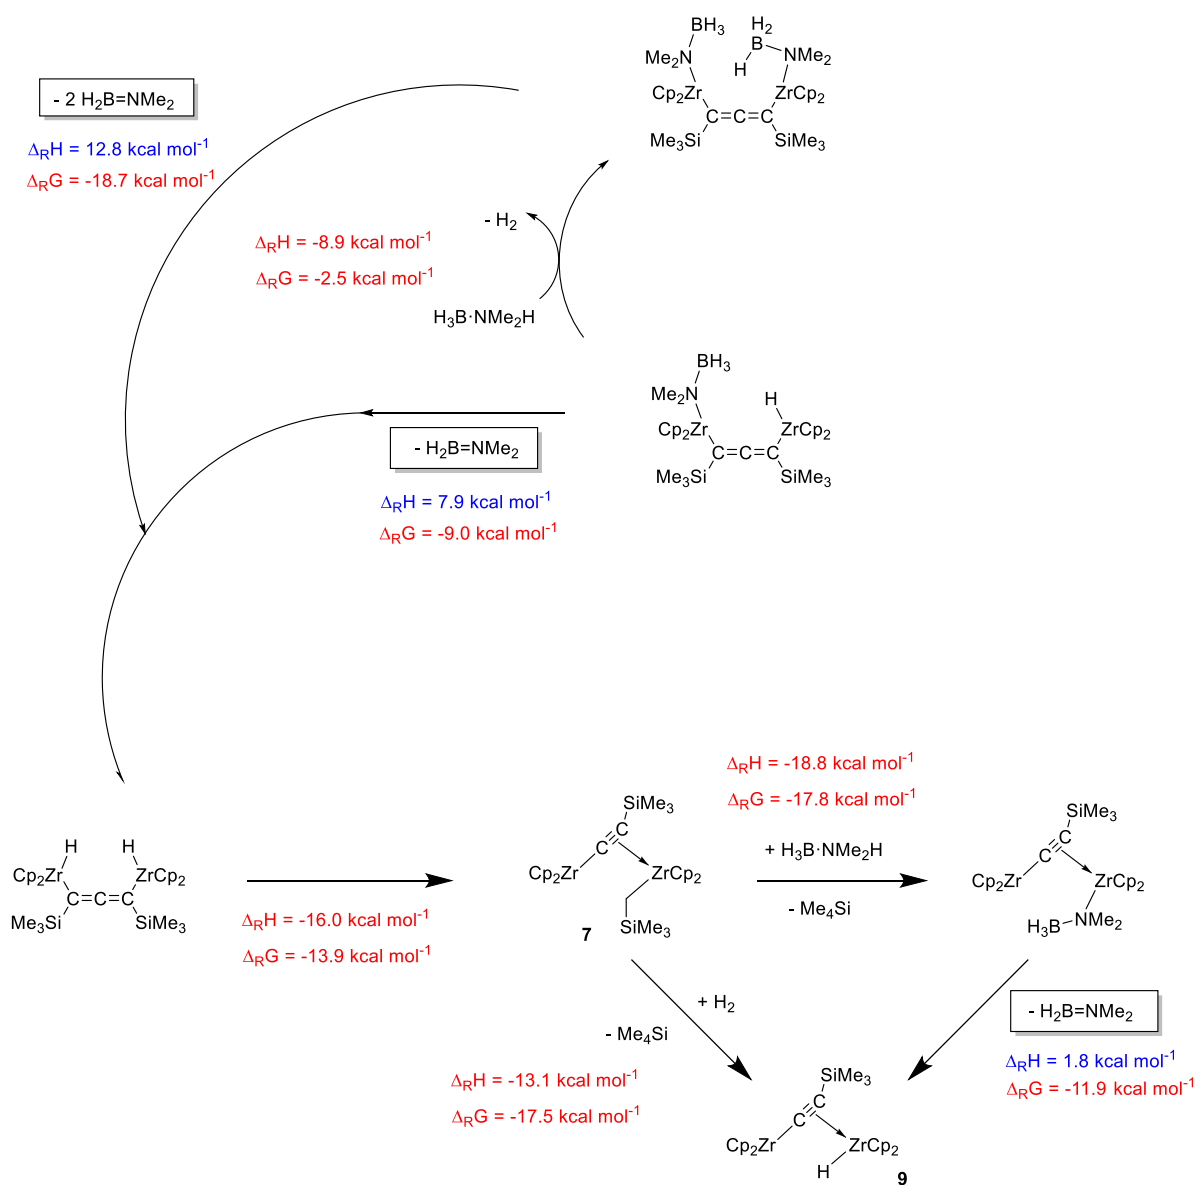 BH3
Me2N
H2
B
NMe2
H
Cp2Zr
ZrCp2
C=C=C
Me3Si
SiMe3
- 2 H2B=NMe2
ΔRH = 12.8 kcal mol-1
ΔRG = -18.7 kcal mol-1
- H2
ΔRH = -8.9 kcal mol-1
ΔRG = -2.5 kcal mol-1
H3B·NMe2H
BH3
Me2N
H
Cp2Zr
ZrCp2
C=C=C
Me3Si
SiMe3
- H2B=NMe2
ΔRH = 7.9 kcal mol-1
ΔRG = -9.0 kcal mol-1
H
H
Cp2Zr
ZrCp2
C=C=C
Me3Si
SiMe3
ΔRH = -16.0 kcal mol-1
ΔRG = -13.9 kcal mol-1
SiMe3
C≡C
Cp2Zr
ZrCp2
SiMe3
7
ΔRH = -18.8 kcal mol-1
ΔRG = -17.8 kcal mol-1
+ H3B·NMe2H
- Me4Si
SiMe3
C≡C
Cp2Zr
ZrCp2
H3B
NMe2
+ H2
- Me4Si
ΔRH = -13.1 kcal mol-1
ΔRG = -17.5 kcal mol-1
- H2B=NMe2
ΔRH = 1.8 kcal mol-1
ΔRG = -11.9 kcal mol-1
SiMe3
C≡C
Cp2Zr
ZrCp2
H
9